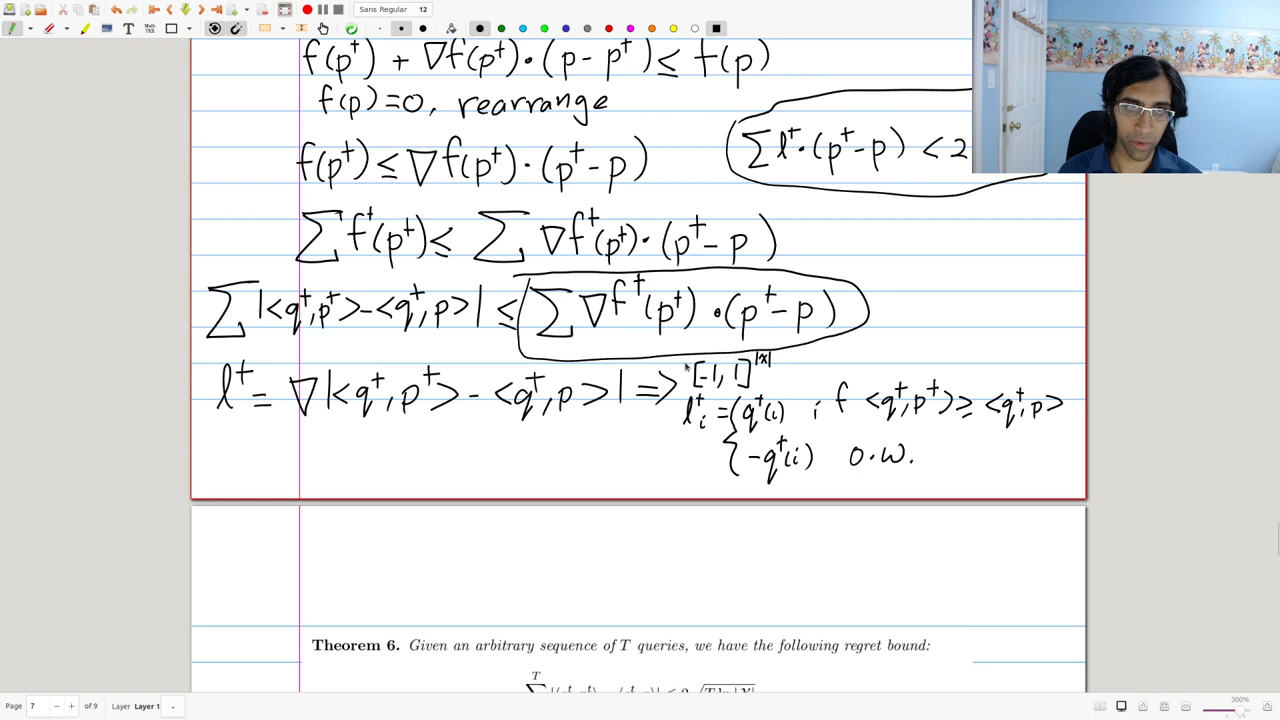 Sans Regular 12
f(p^t) + ∇f(p^t)·(p-p^t) ≤ f(p)
f(p)=0, rearrange
f(p^t) ≤ ∇f(p^t)·(p^t-p)
∑ l^t·(p^t-p) < 2
∑ f^t(p^t) ≤ ∑ ∇f^t(p^t)·(p^t-p)
∑ |<q^t,p^t>-<q^t,p>| ≤ ∑ ∇f^t(p^t)·(p^t-p)
l^t = ∇|<q^t,p^t>-<q^t,p>| => [-1,1]^|x|
l^t_i = { q^t(i) if <q^t,p^t> ≥ <q^t,p>
{ -q^t(i) o.w.
Theorem 6. Given an arbitrary sequence of T queries, we have the following regret bound:
Page 7 of 9 Layer Layer 1 300%